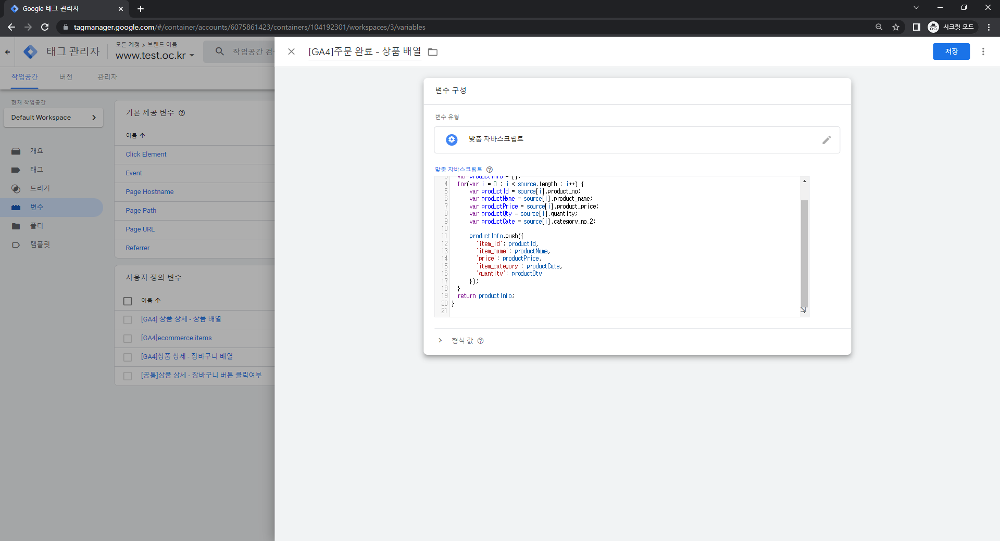 Google 태그 관리자
tagmanager.google.com/#/container/accounts/6075861423/containers/104192301/workspaces/3/variables
시크릿 모드
태그 관리자
모든 계정 > 브랜드 이름
www.test.oc.kr
작업공간 검
[GA4]주문 완료 - 상품 배열
저장
작업공간
버전
관리자
현재 작업공간
Default Workspace
개요
태그
트리거
변수
폴더
템플릿
기본 제공 변수
이름
Click Element
Event
Page Hostname
Page Path
Page URL
Referrer
사용자 정의 변수
이름
[GA4] 상품 상세 - 상품 배열
[GA4]ecommerce.items
[GA4]상품 상세 - 장바구니 배열
[공통]상품 상세 - 장바구니 버튼 클릭여부
변수 구성
변수 유형
맞춤 자바스크립트
맞춤 자바스크립트
3 var productInfo = [];
4 for(var i = 0 ; i < source.length ; i++) {
5 var productId = source[i].product_no;
6 var productName = source[i].product_name;
7 var productPrice = source[i].product_price;
8 var productQty = source[i].quantity;
9 var productCate = source[i].category_no_2;
10
11 productInfo.push({
12 'item_id': productId,
13 'item_name': productName,
14 'price': productPrice,
15 'item_category': productCate,
16 'quantity': productQty
17 });
18 }
19 return productInfo;
20 }
21
형식 값